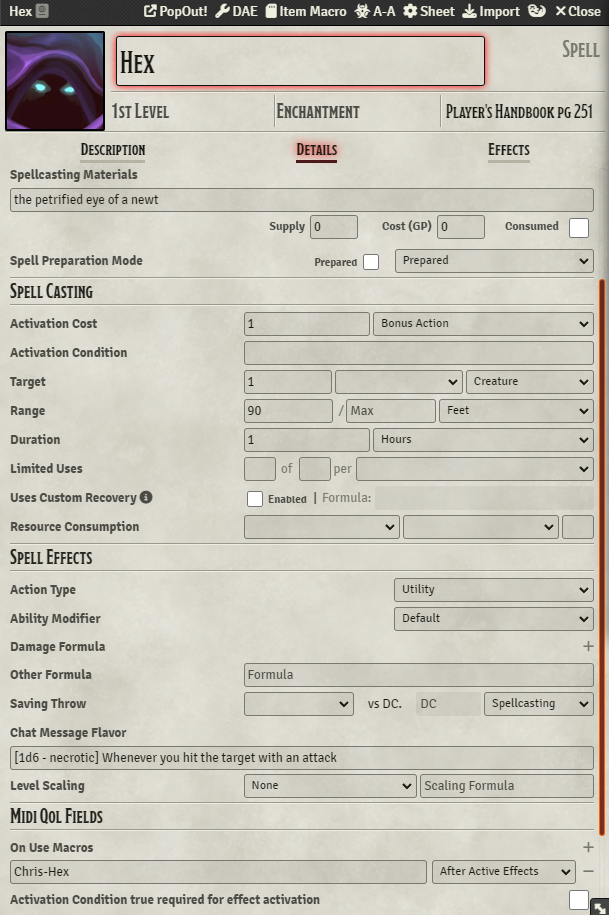 Hex PopOut! DAE Item Macro A-A Sheet Import Close
Hex
Spell
1st Level Enchantment Player's Handbook pg 251
Description Details Effects
Spellcasting Materials
the petrified eye of a newt
Supply 0 Cost (GP) 0 Consumed
Spell Preparation Mode Prepared Prepared
Spell Casting
Activation Cost 1 Bonus Action
Activation Condition
Target 1 Creature
Range 90 / Max Feet
Duration 1 Hours
Limited Uses of per
Uses Custom Recovery Enabled | Formula:
Resource Consumption
Spell Effects
Action Type Utility
Ability Modifier Default
Damage Formula +
Other Formula Formula
Saving Throw vs DC. DC Spellcasting
Chat Message Flavor
[1d6 - necrotic] Whenever you hit the target with an attack
Level Scaling None Scaling Formula
Midi Qol Fields
On Use Macros +
Chris-Hex After Active Effects −
Activation Condition true required for effect activation